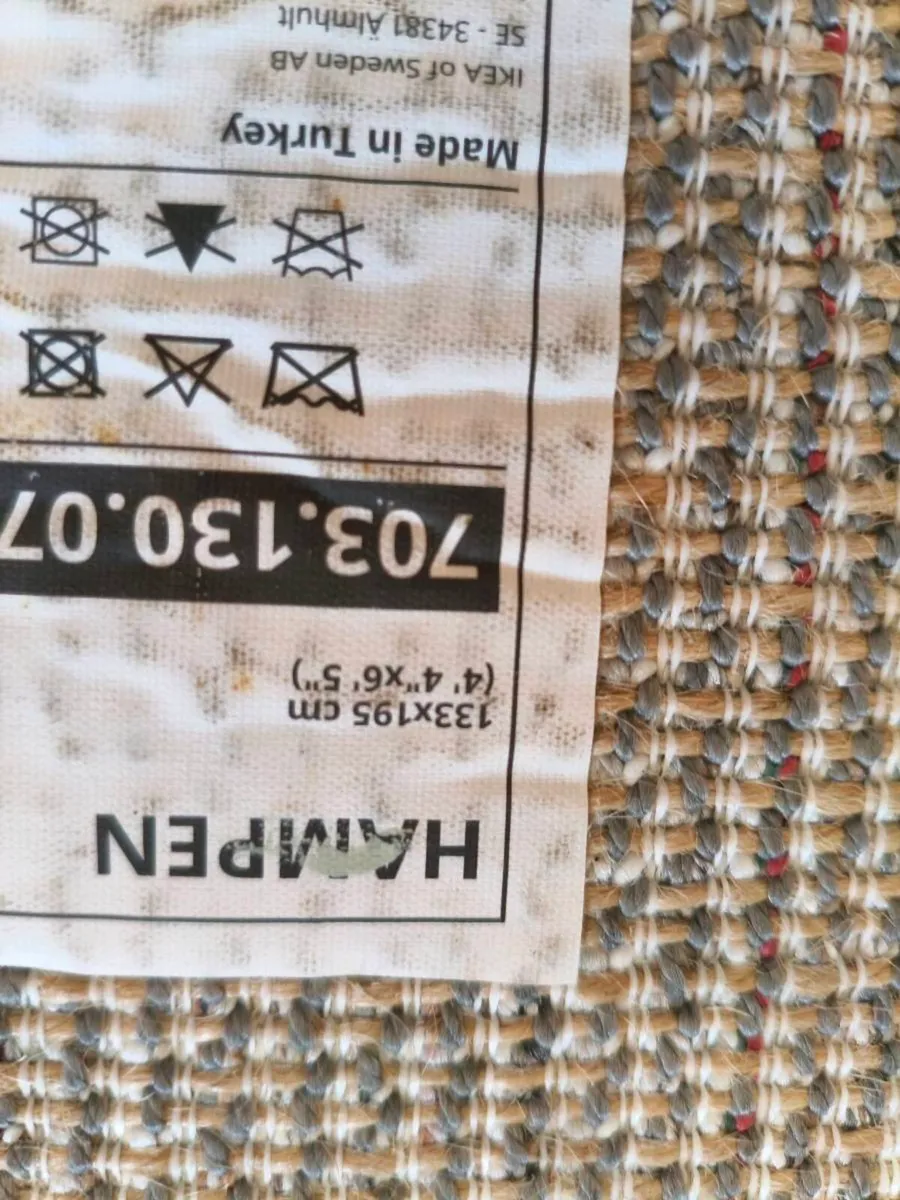 HAMPEN
133x195 cm
(4' 4"x6' 5")
703.130.07
Made in Turkey
IKEA of Sweden AB
SE - 34381 Älmhult